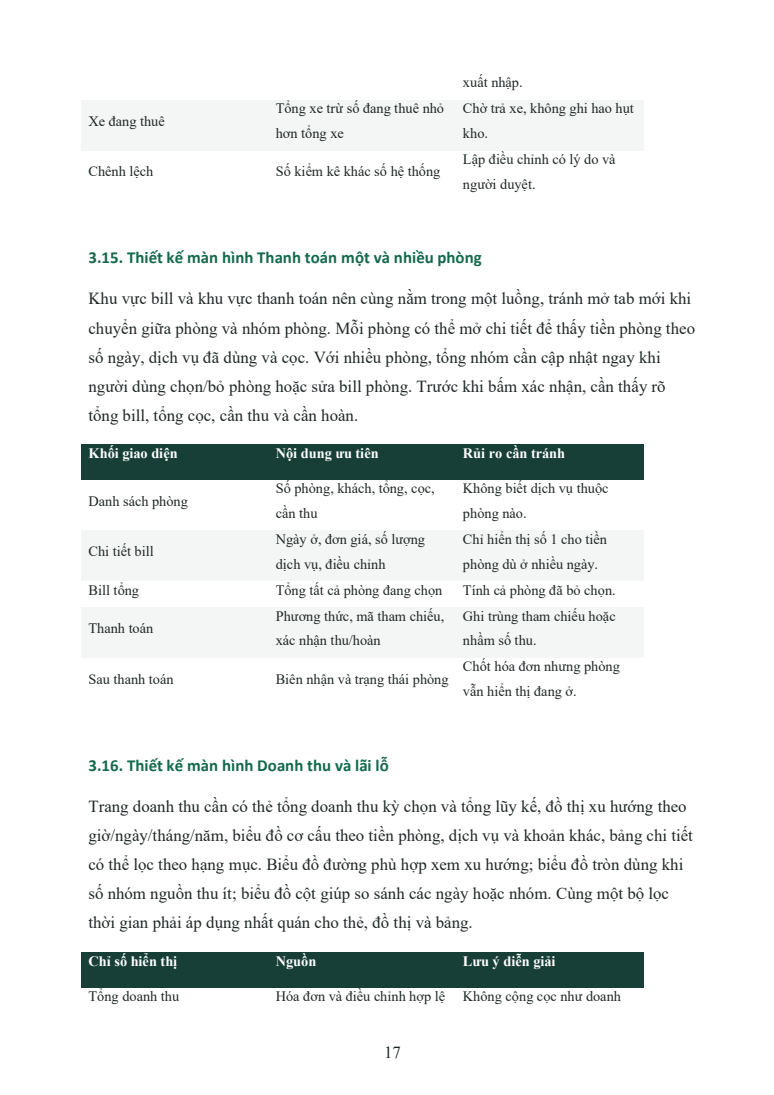 xuất nhập.
Xe đang thuê
Tổng xe trừ số đang thuê nhỏ
hơn tổng xe
Chờ trả xe, không ghi hao hụt
kho.
Chênh lệch
Số kiểm kê khác số hệ thống
Lập điều chỉnh có lý do và
người duyệt.
3.15. Thiết kế màn hình Thanh toán một và nhiều phòng
Khu vực bill và khu vực thanh toán nên cùng nằm trong một luồng, tránh mở tab mới khi
chuyển giữa phòng và nhóm phòng. Mỗi phòng có thể mở chi tiết để thấy tiền phòng theo
số ngày, dịch vụ đã dùng và cọc. Với nhiều phòng, tổng nhóm cần cập nhật ngay khi
người dùng chọn/bỏ phòng hoặc sửa bill phòng. Trước khi bấm xác nhận, cần thấy rõ
tổng bill, tổng cọc, cần thu và cần hoàn.
Khối giao diện
Nội dung ưu tiên
Rủi ro cần tránh
Danh sách phòng
Số phòng, khách, tổng, cọc,
cần thu
Không biết dịch vụ thuộc
phòng nào.
Chi tiết bill
Ngày ở, đơn giá, số lượng
dịch vụ, điều chỉnh
Chỉ hiển thị số 1 cho tiền
phòng dù ở nhiều ngày.
Bill tổng
Tổng tất cả phòng đang chọn
Tính cả phòng đã bỏ chọn.
Thanh toán
Phương thức, mã tham chiếu,
xác nhận thu/hoàn
Ghi trùng tham chiếu hoặc
nhầm số thu.
Sau thanh toán
Biên nhận và trạng thái phòng
Chốt hóa đơn nhưng phòng
vẫn hiển thị đang ở.
3.16. Thiết kế màn hình Doanh thu và lãi lỗ
Trang doanh thu cần có thẻ tổng doanh thu kỳ chọn và tổng lũy kế, đồ thị xu hướng theo
giờ/ngày/tháng/năm, biểu đồ cơ cấu theo tiền phòng, dịch vụ và khoản khác, bảng chi tiết
có thể lọc theo hạng mục. Biểu đồ đường phù hợp xem xu hướng; biểu đồ tròn dùng khi
số nhóm nguồn thu ít; biểu đồ cột giúp so sánh các ngày hoặc nhóm. Cùng một bộ lọc
thời gian phải áp dụng nhất quán cho thẻ, đồ thị và bảng.
Chỉ số hiển thị
Nguồn
Lưu ý diễn giải
Tổng doanh thu
Hóa đơn và điều chỉnh hợp lệ
Không cộng cọc như doanh
17